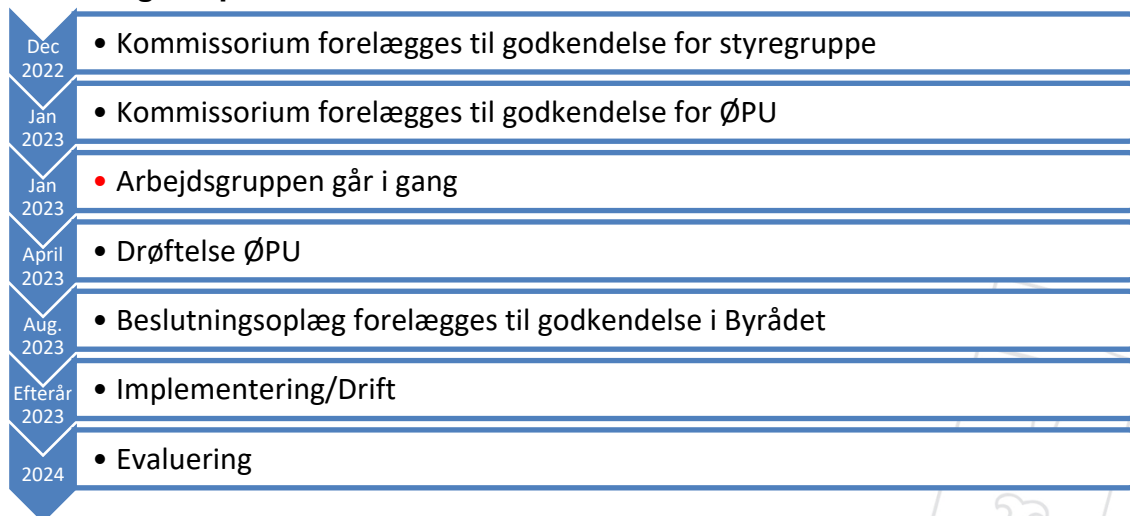 Dec
2022
• Kommissorium forelægges til godkendelse for styregruppe
Jan
2023
• Kommissorium forelægges til godkendelse for ØPU
Jan
2023
• Arbejdsgruppen går i gang
April
2023
• Drøftelse ØPU
Aug.
2023
• Beslutningsoplæg forelægges til godkendelse i Byrådet
Efterår
2023
• Implementering/Drift
2024
• Evaluering